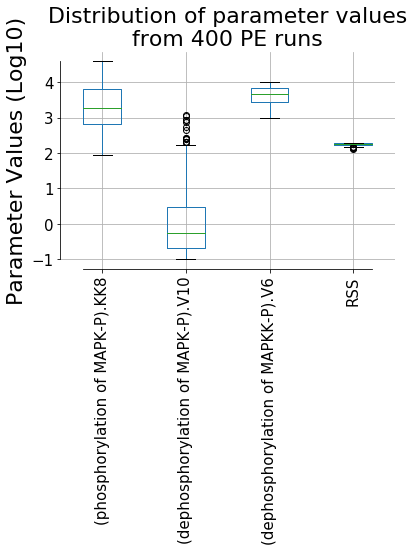 Distribution of parameter values
from 400 PE runs
Parameter Values (Log10)
4
3
2
1
0
−1
(phosphorylation of MAPK-P).KK8
(dephosphorylation of MAPK-P).V10
(dephosphorylation of MAPKK-P).V6
RSS